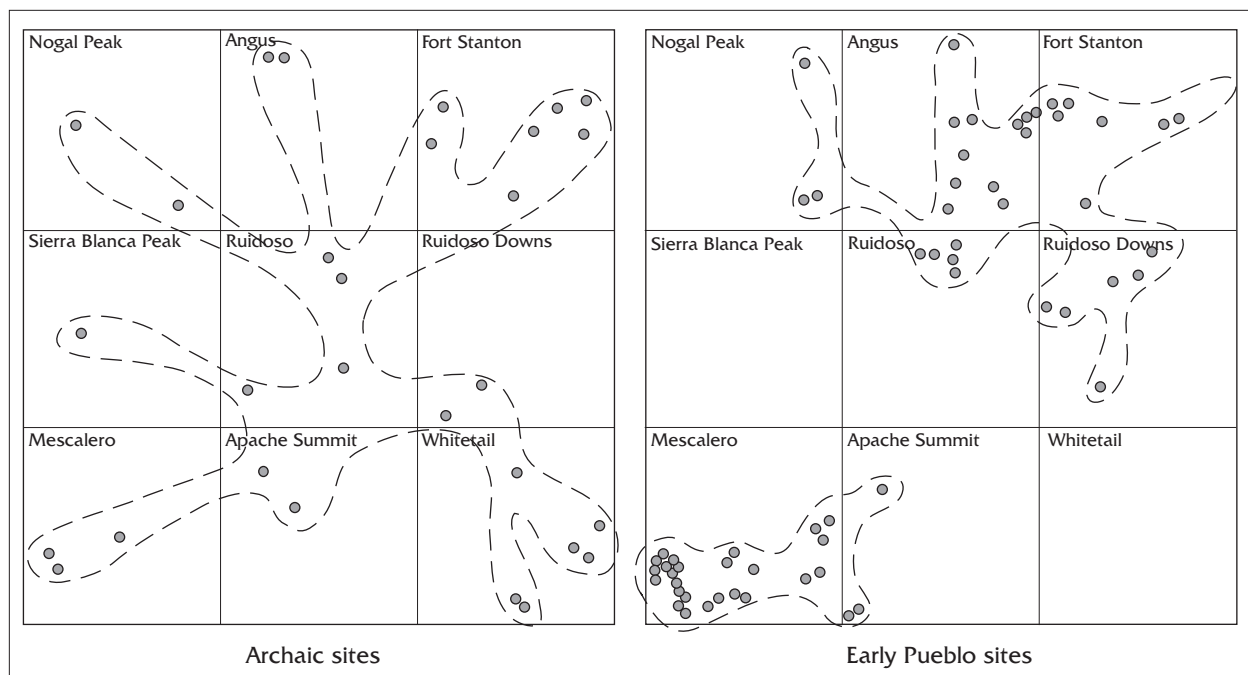 Nogal Peak
Angus
Fort Stanton
Sierra Blanca Peak
Ruidoso
Ruidoso Downs
Mescalero
Apache Summit
Whitetail
Archaic sites
Nogal Peak
Angus
Fort Stanton
Sierra Blanca Peak
Ruidoso
Ruidoso Downs
Mescalero
Apache Summit
Whitetail
Early Pueblo sites